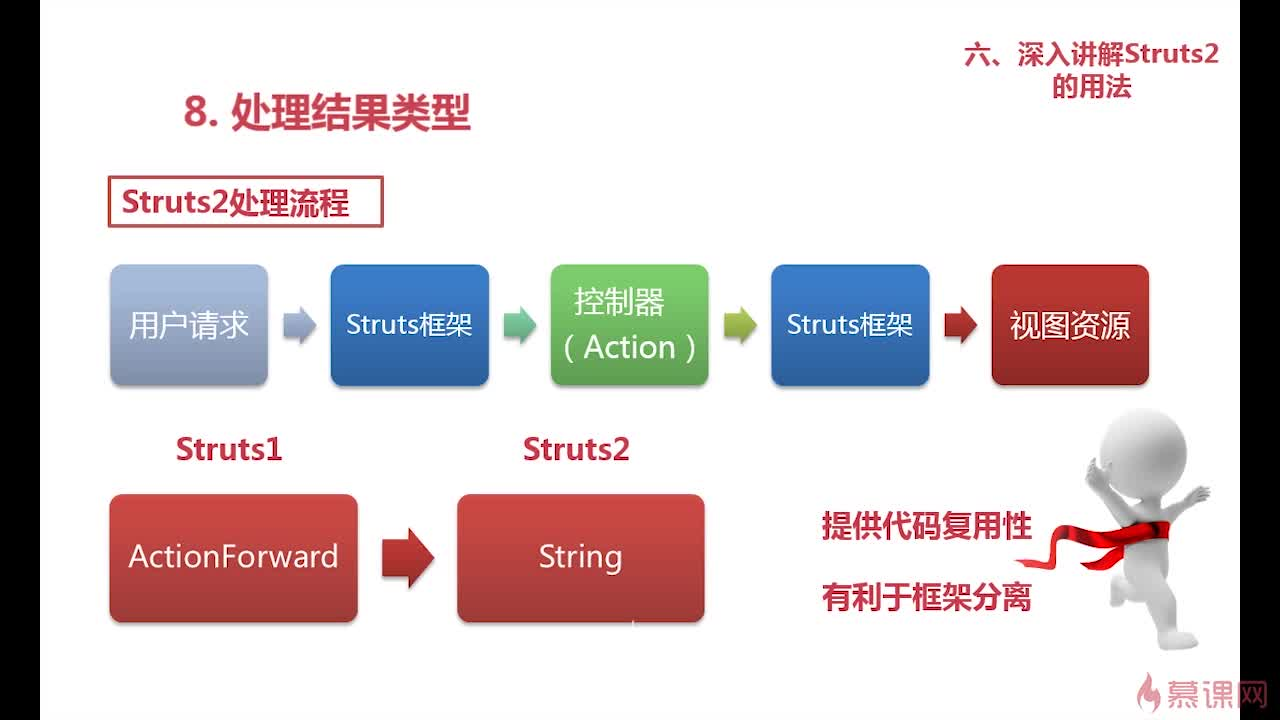 六、深入讲解Struts2
的用法
8. 处理结果类型
Struts2处理流程
用户请求
Struts框架
控制器
（Action）
Struts框架
视图资源
Struts1
Struts2
ActionForward
String
提供代码复用性
有利于框架分离
慕课网